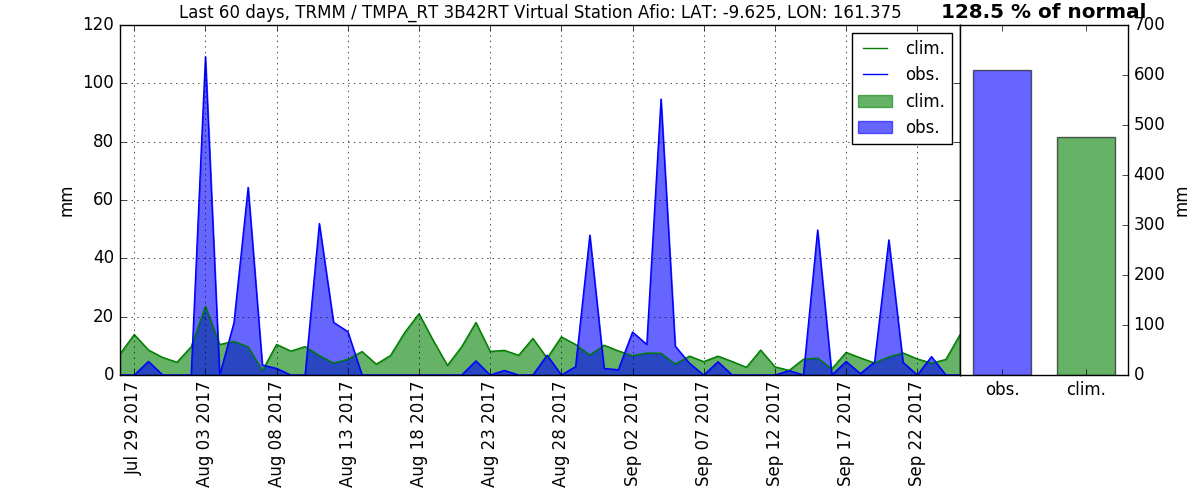 Last 60 days, TRMM / TMPA_RT 3B42RT Virtual Station Afio: LAT: -9.625, LON: 161.375
128.5 % of normal
120
100
80
60
40
20
0
mm
clim.
obs.
clim.
obs.
700
600
500
400
300
200
100
0
mm
obs.
clim.
Jul 29 2017
Aug 03 2017
Aug 08 2017
Aug 13 2017
Aug 18 2017
Aug 23 2017
Aug 28 2017
Sep 02 2017
Sep 07 2017
Sep 12 2017
Sep 17 2017
Sep 22 2017